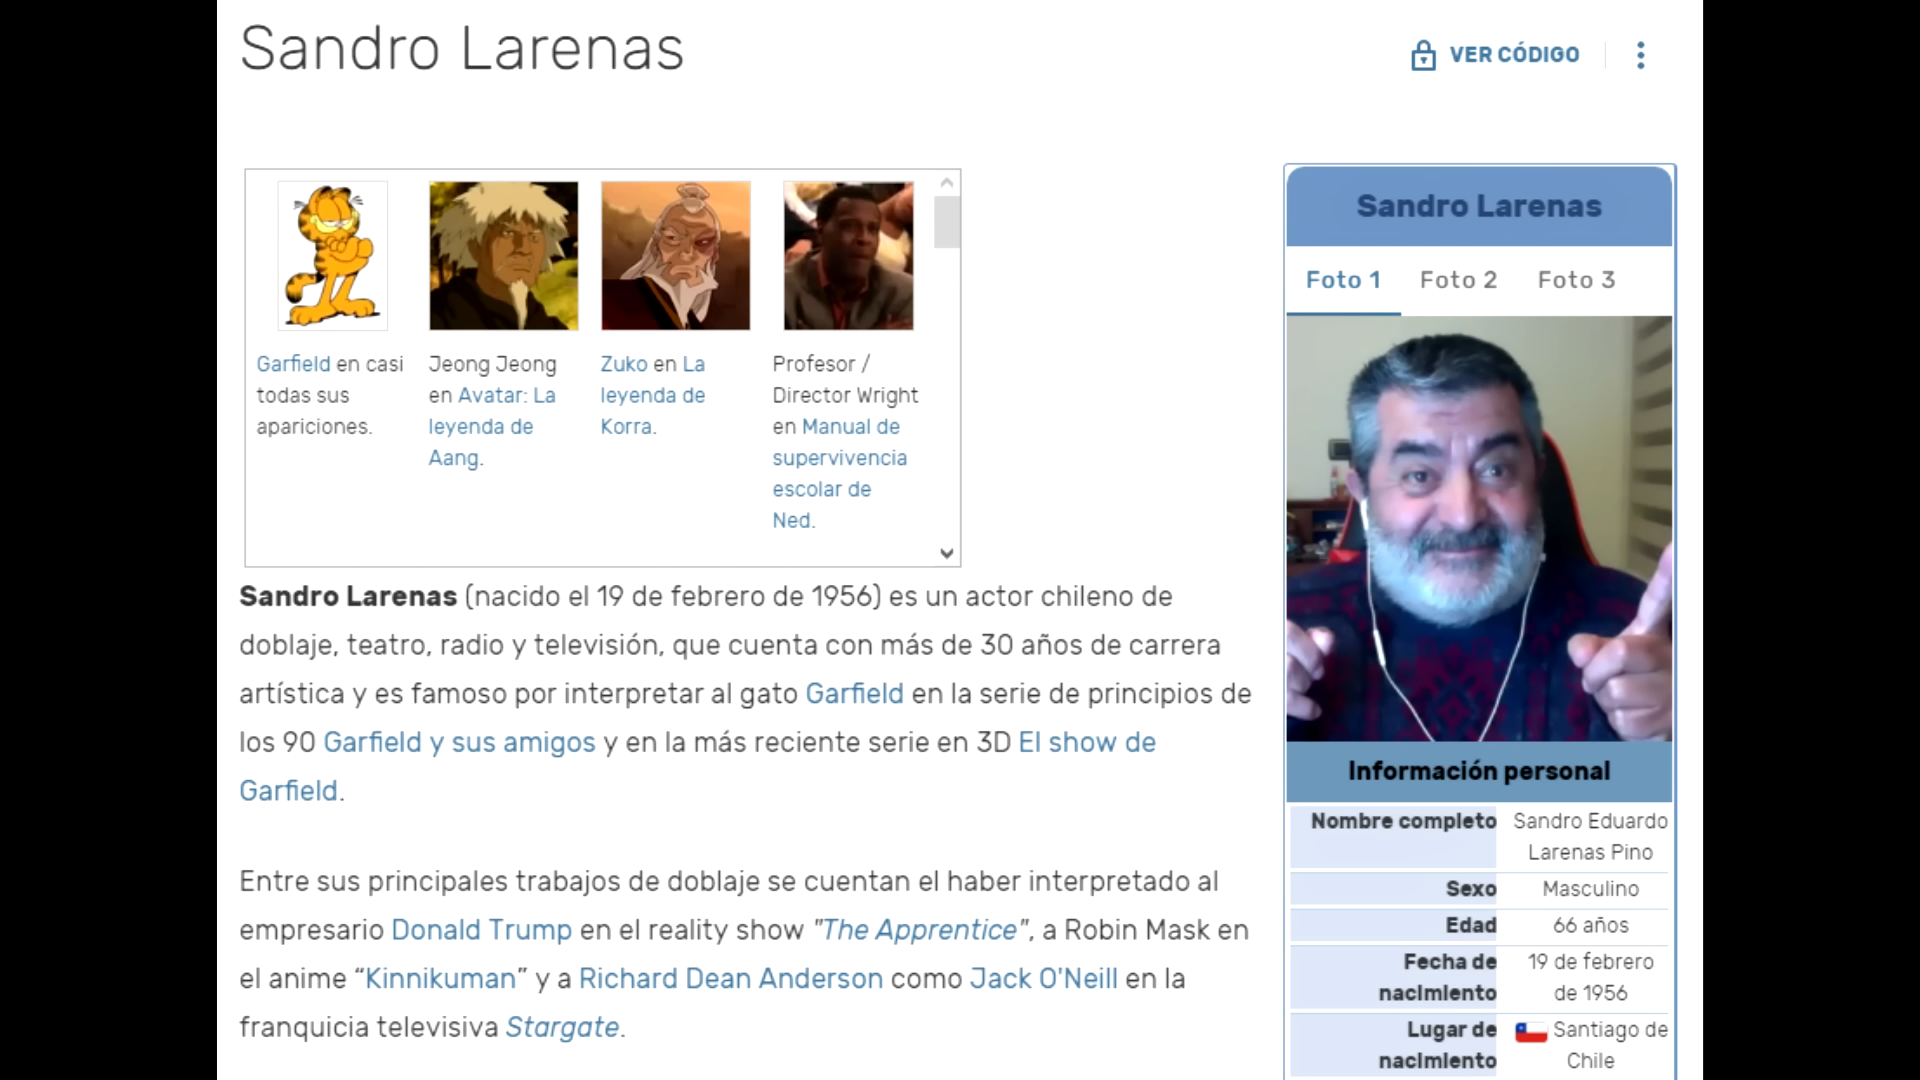 Sandro Larenas
VER CÓDIGO
Garfield en casi
todas sus
apariciones.
Jeong Jeong
en Avatar: La
leyenda de
Aang.
Zuko en La
leyenda de
Korra.
Profesor /
Director Wright
en Manual de
supervivencia
escolar de
Ned.
Sandro Larenas (nacido el 19 de febrero de 1956) es un actor chileno de
doblaje, teatro, radio y televisión, que cuenta con más de 30 años de carrera
artística y es famoso por interpretar al gato Garfield en la serie de principios de
los 90 Garfield y sus amigos y en la más reciente serie en 3D El show de
Garfield.
Entre sus principales trabajos de doblaje se cuentan el haber interpretado al
empresario Donald Trump en el reality show "The Apprentice", a Robin Mask en
el anime “Kinnikuman” y a Richard Dean Anderson como Jack O'Neill en la
franquicia televisiva Stargate.
Sandro Larenas
Foto 1 Foto 2 Foto 3
Información personal
Nombre completo Sandro Eduardo
Larenas Pino
Sexo Masculino
Edad 66 años
Fecha de 19 de febrero
nacimiento de 1956
Lugar de Santiago de
nacimiento Chile